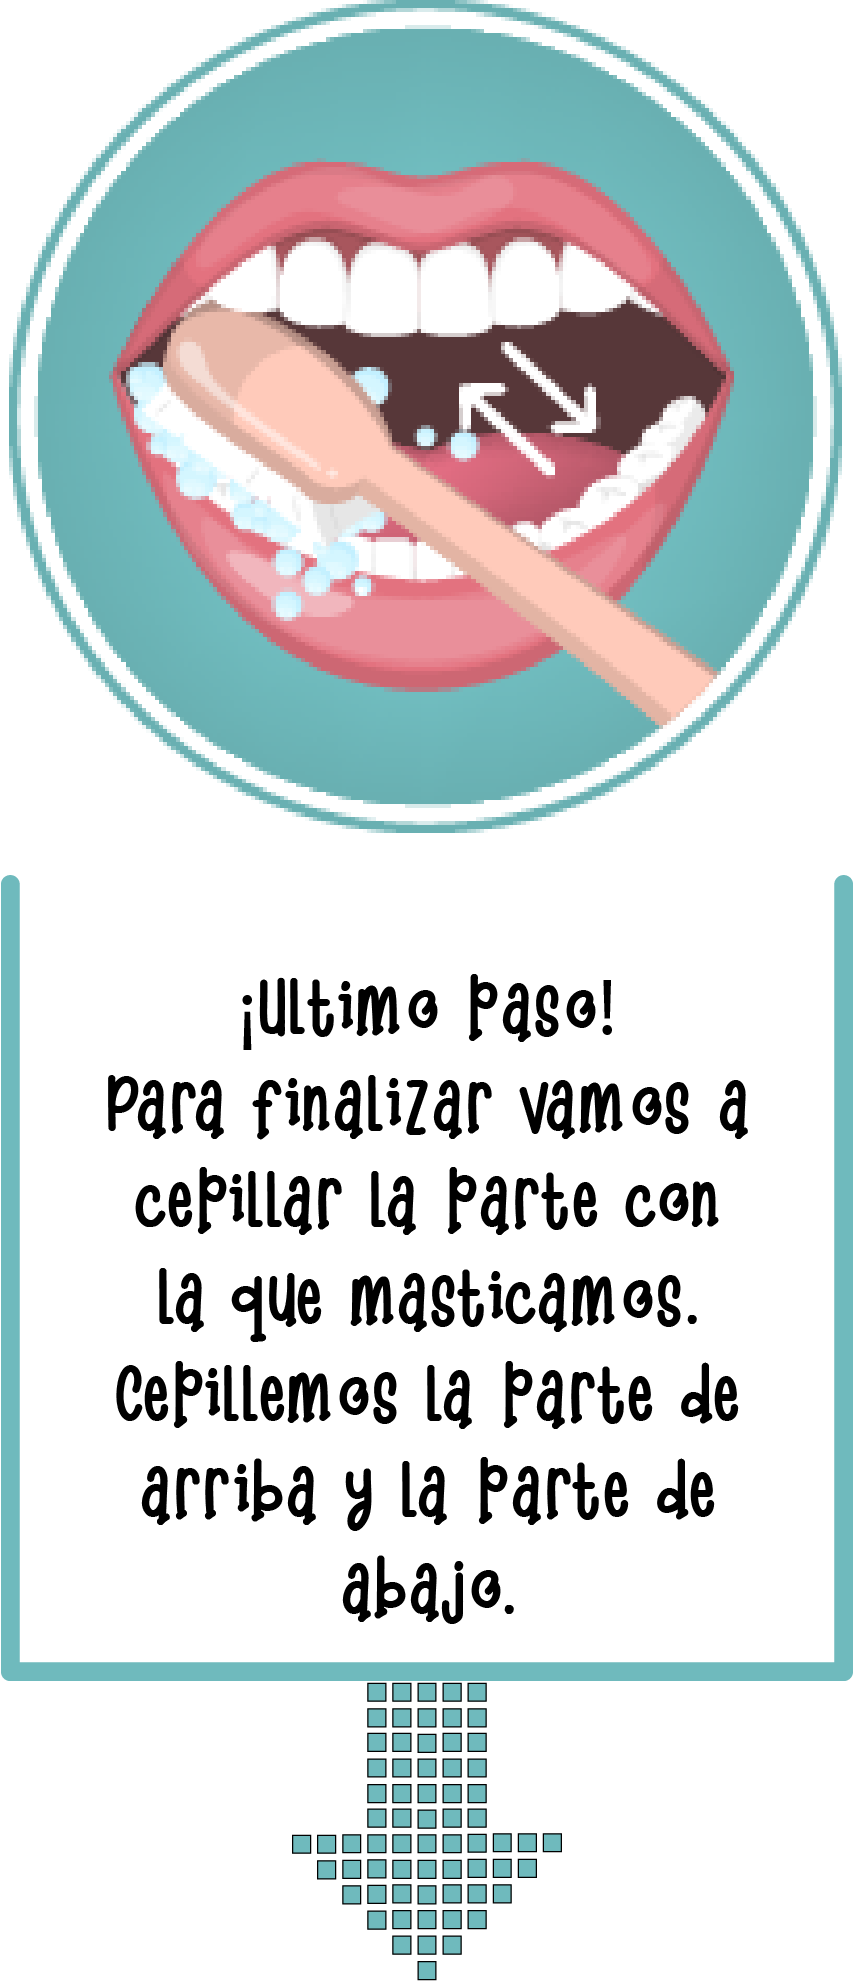 ¡Ultimo paso!
Para finalizar vamos a
cepillar la parte con
la que masticamos.
Cepillemos la parte de
arriba y la parte de
abajo.